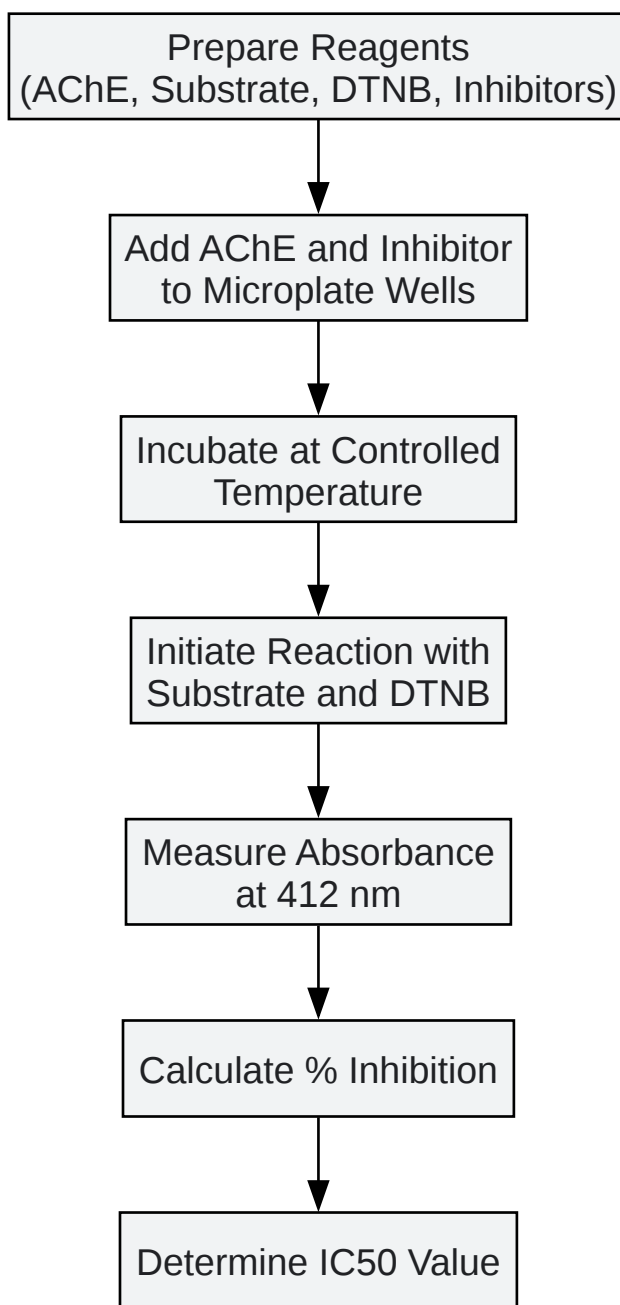 Prepare Reagents
(AChE, Substrate, DTNB, Inhibitors)
Add AChE and Inhibitor
to Microplate Wells
Incubate at Controlled
Temperature
Initiate Reaction with
Substrate and DTNB
Measure Absorbance
at 412 nm
Calculate % Inhibition
Determine IC50 Value